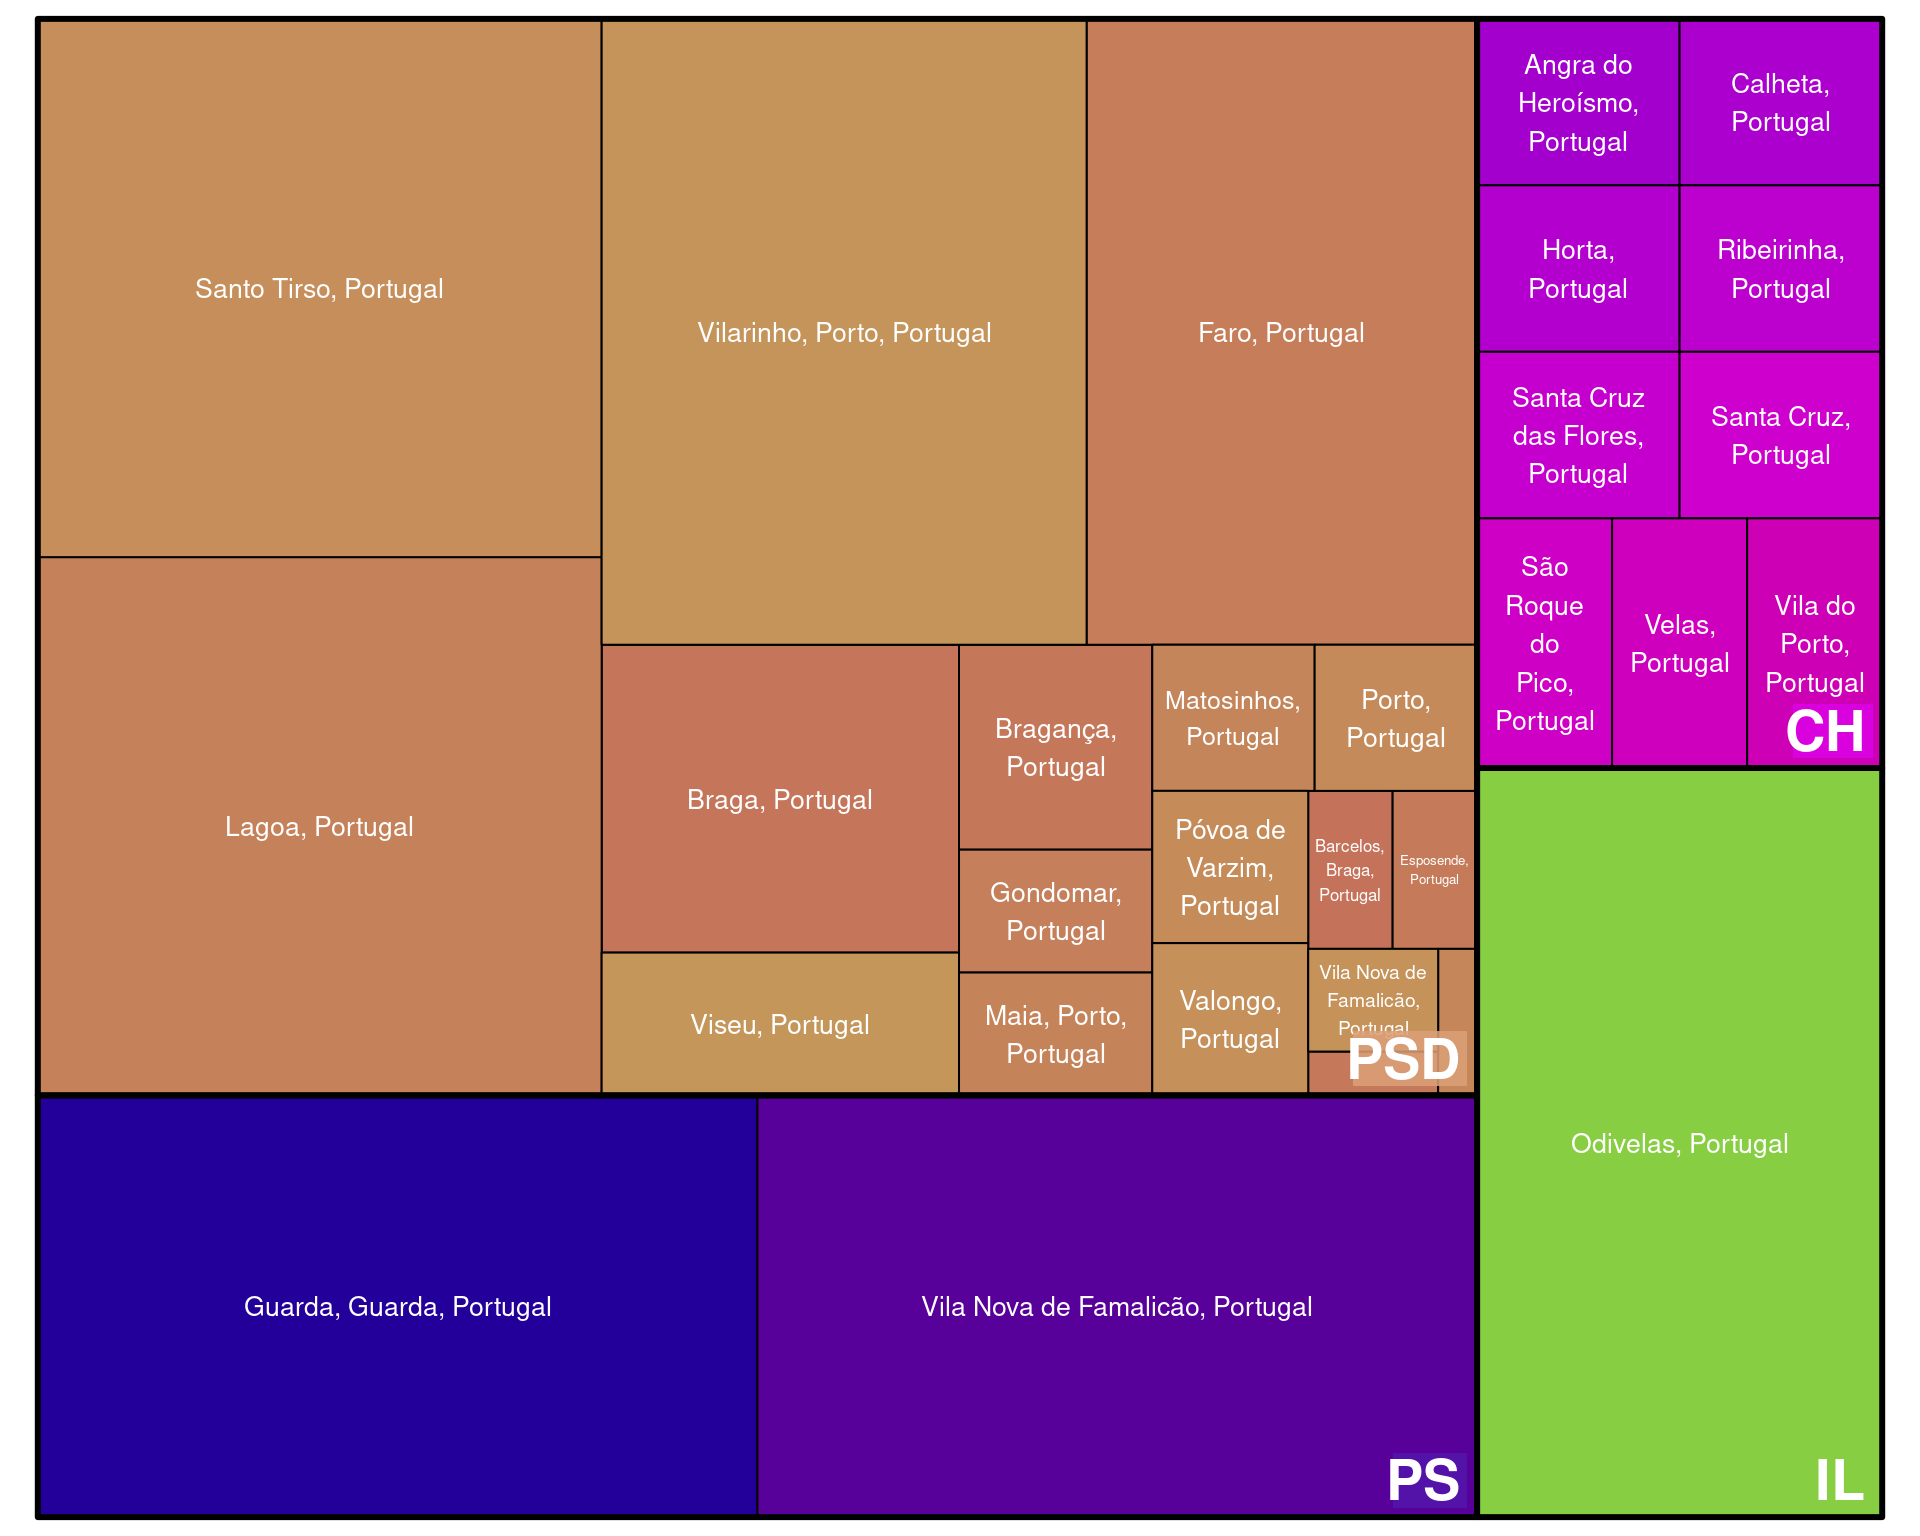 Santo Tirso, Portugal
Lagoa, Portugal
Vilarinho, Porto, Portugal
Faro, Portugal
Braga, Portugal
Viseu, Portugal
Bragança,
Portugal
Gondomar,
Portugal
Maia, Porto,
Portugal
Matosinhos,
Portugal
Porto,
Portugal
Póvoa de
Varzim,
Portugal
Valongo,
Portugal
Barcelos,
Braga,
Portugal
Esposende,
Portugal
Vila Nova de
Famalicão,
Portugal
PSD
Guarda, Guarda, Portugal
Vila Nova de Famalicão, Portugal
PS
Angra do
Heroísmo,
Portugal
Calheta,
Portugal
Horta,
Portugal
Ribeirinha,
Portugal
Santa Cruz
das Flores,
Portugal
Santa Cruz,
Portugal
São
Roque
do
Pico,
Portugal
Velas,
Portugal
Vila do
Porto,
Portugal
CH
Odivelas, Portugal
IL